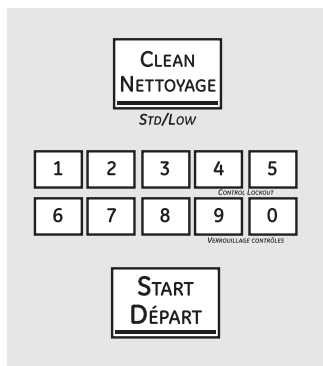 CLEAN
NETTOYAGE
STD/LOW
1 2 3 4 5
CONTROL LOCKOUT
6 7 8 9 0
VERROUILLAGE CONTRÔLES
START
DÉPART